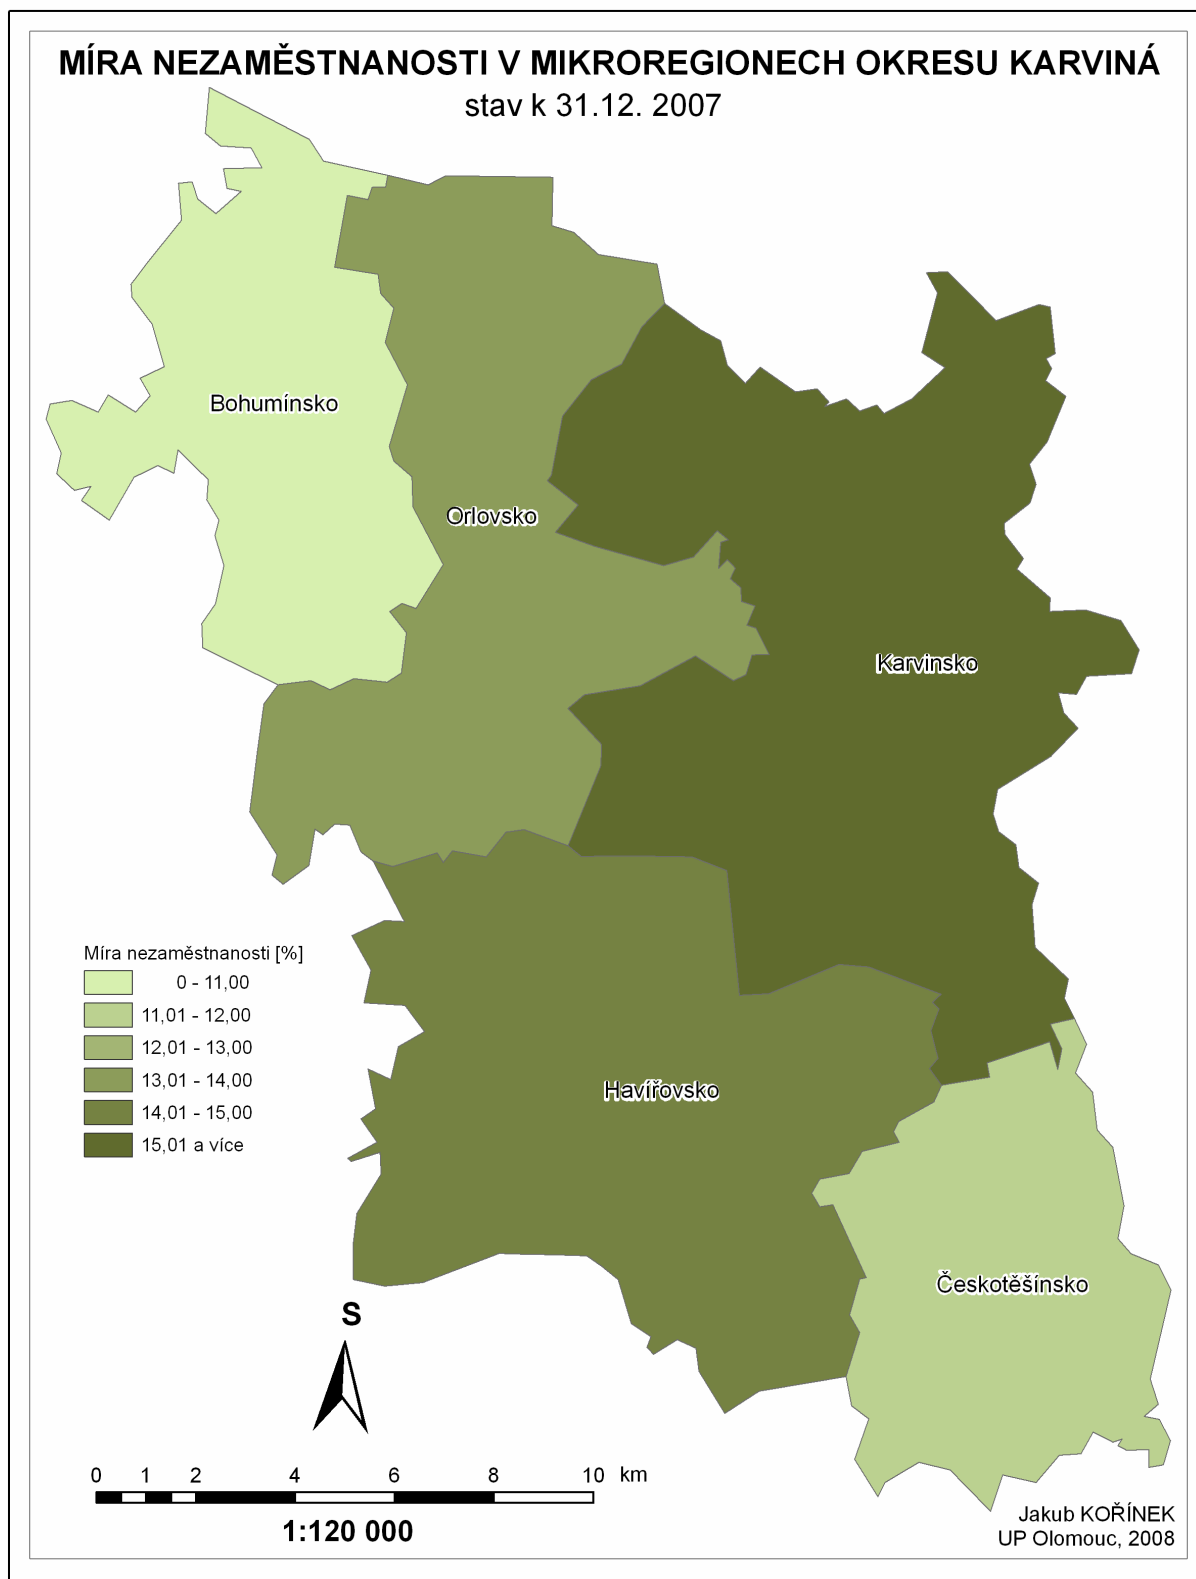 MÍRA NEZAMĚSTNANOSTI V MIKROREGIONECH OKRESU KARVINÁ
stav k 31.12. 2007
Bohumínsko
Orlovsko
Karvinsko
Havířovsko
Českotěšínsko
Míra nezaměstnanosti [%]
0 - 11,00
11,01 - 12,00
12,01 - 13,00
13,01 - 14,00
14,01 - 15,00
15,01 a více
S
0 1 2 4 6 8 10 km
1:120 000
Jakub KOŘÍNEK
UP Olomouc, 2008